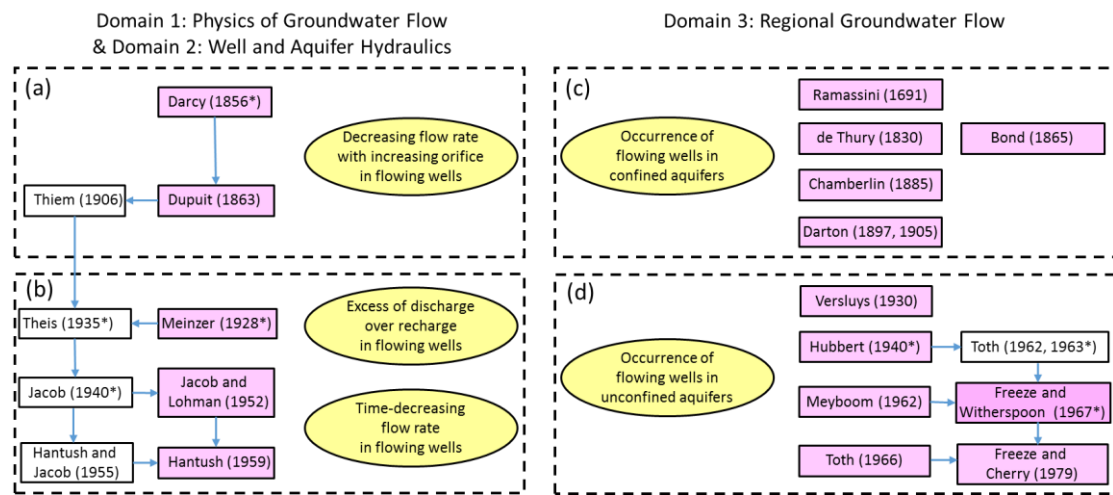 Domain 1: Physics of Groundwater Flow
& Domain 2: Well and Aquifer Hydraulics
Domain 3: Regional Groundwater Flow
(a)
Darcy (1856*)
Decreasing flow rate
with increasing orifice
in flowing wells
Thiem (1906)
Dupuit (1863)
(b)
Excess of discharge
over recharge
in flowing wells
Theis (1935*)
Meinzer (1928*)
Jacob (1940*)
Jacob and
Lohman (1952)
Time-decreasing
flow rate
in flowing wells
Hantush and
Jacob (1955)
Hantush (1959)
(c)
Ramassini (1691)
Occurrence of
flowing wells in
confined aquifers
de Thury (1830)
Bond (1865)
Chamberlin (1885)
Darton (1897, 1905)
(d)
Versluys (1930)
Occurrence of
flowing wells in
unconfined aquifers
Hubbert (1940*)
Toth (1962, 1963*)
Meyboom (1962)
Freeze and
Witherspoon (1967*)
Toth (1966)
Freeze and
Cherry (1979)